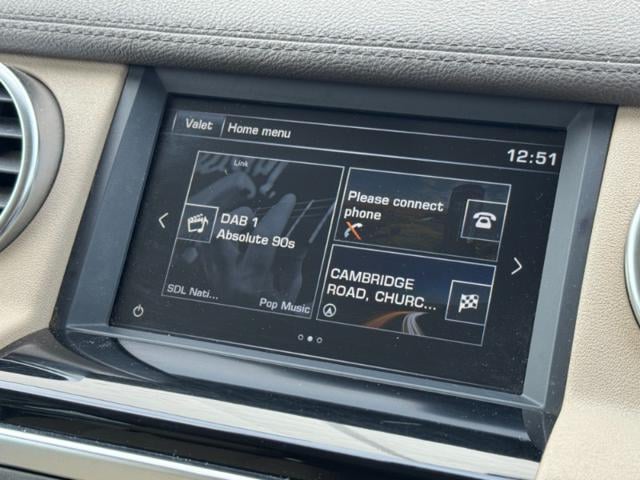 Valet
Home menu
12:51
Link
DAB 1
Absolute 90s
SDL Nati...
Pop Music
Please connect
phone
CAMBRIDGE
ROAD, CHURC...